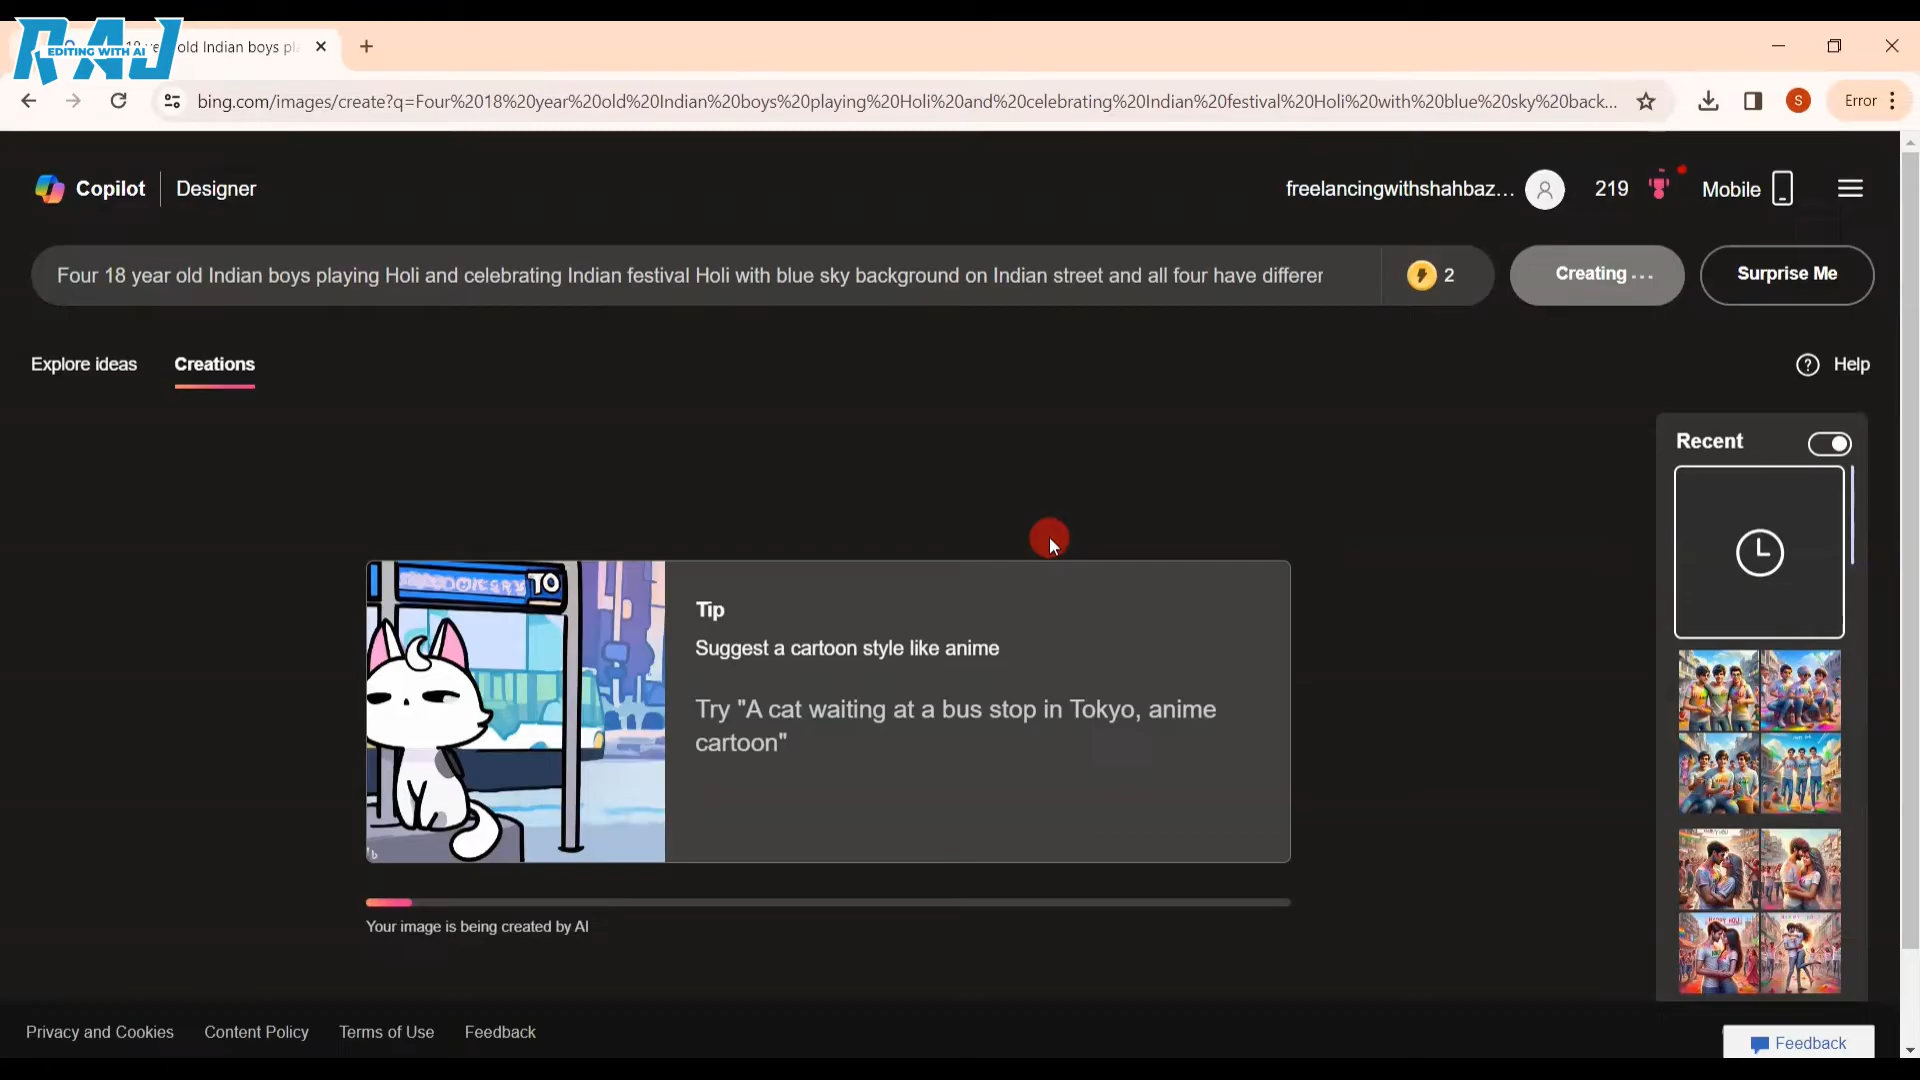 RAJ
EDITING WITH AI
old Indian boys pl
bing.com/images/create?q=Four%2018%20year%20old%20Indian%20boys%20playing%20Holi%20and%20celebrating%20Indian%20festival%20Holi%20with%20blue%20sky%20back...
S
Error
Copilot
Designer
freelancingwithshahbaz...
219
Mobile
Four 18 year old Indian boys playing Holi and celebrating Indian festival Holi with blue sky background on Indian street and all four have differer
2
Creating ...
Surprise Me
Explore ideas
Creations
? Help
Recent
TO
Tip
Suggest a cartoon style like anime
Try "A cat waiting at a bus stop in Tokyo, anime
cartoon"
Your image is being created by AI
Privacy and Cookies
Content Policy
Terms of Use
Feedback
Feedback